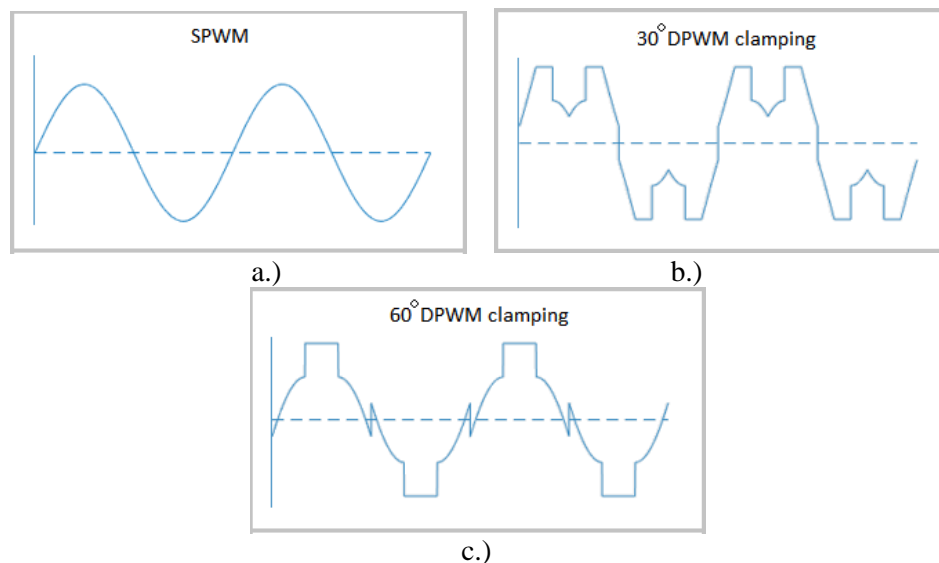 SPWM
30°DPWM clamping
a.)
b.)
60°DPWM clamping
c.)